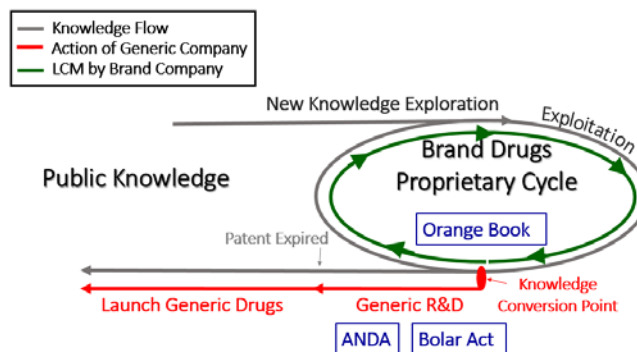 Knowledge Flow
Action of Generic Company
LCM by Brand Company
New Knowledge Exploration
Exploitation
Brand Drugs
Proprietary Cycle
Public Knowledge
Orange Book
Patent Expired
Knowledge
Conversion Point
Launch Generic Drugs
Generic R&D
ANDA
Bolar Act